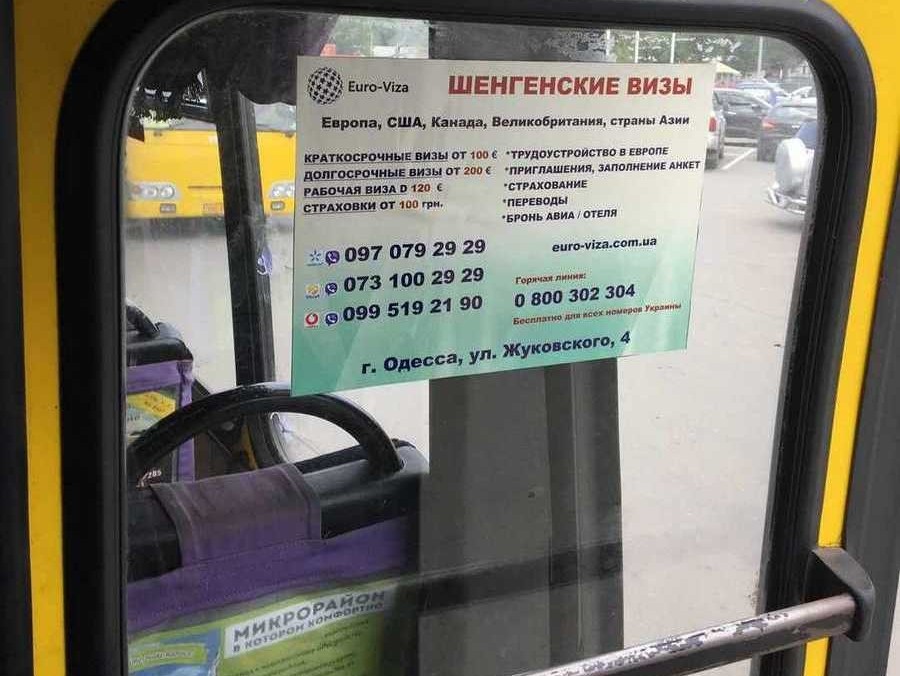 Euro-Viza
ШЕНГЕНСКИЕ ВИЗЫ
Европа, США, Канада, Великобритания, страны Азии
КРАТКОСРОЧНЫЕ ВИЗЫ ОТ 100 €
ДОЛГОСРОЧНЫЕ ВИЗЫ ОТ 200 €
РАБОЧАЯ ВИЗА D 120 €
СТРАХОВКИ ОТ 100 грн.
*ТРУДОУСТРОЙСТВО В ЕВРОПЕ
*ПРИГЛАШЕНИЯ, ЗАПОЛНЕНИЕ АНКЕТ
*СТРАХОВАНИЕ
*ПЕРЕВОДЫ
*БРОНЬ АВИА / ОТЕЛЯ
097 079 29 29
073 100 29 29
099 519 21 90
euro-viza.com.ua
Горячая линия:
0 800 302 304
Бесплатно для всех номеров Украины
г. Одесса, ул. Жуковского, 4
МИКРОРАЙОН
В КОТОРОМ КОМФОРТНО